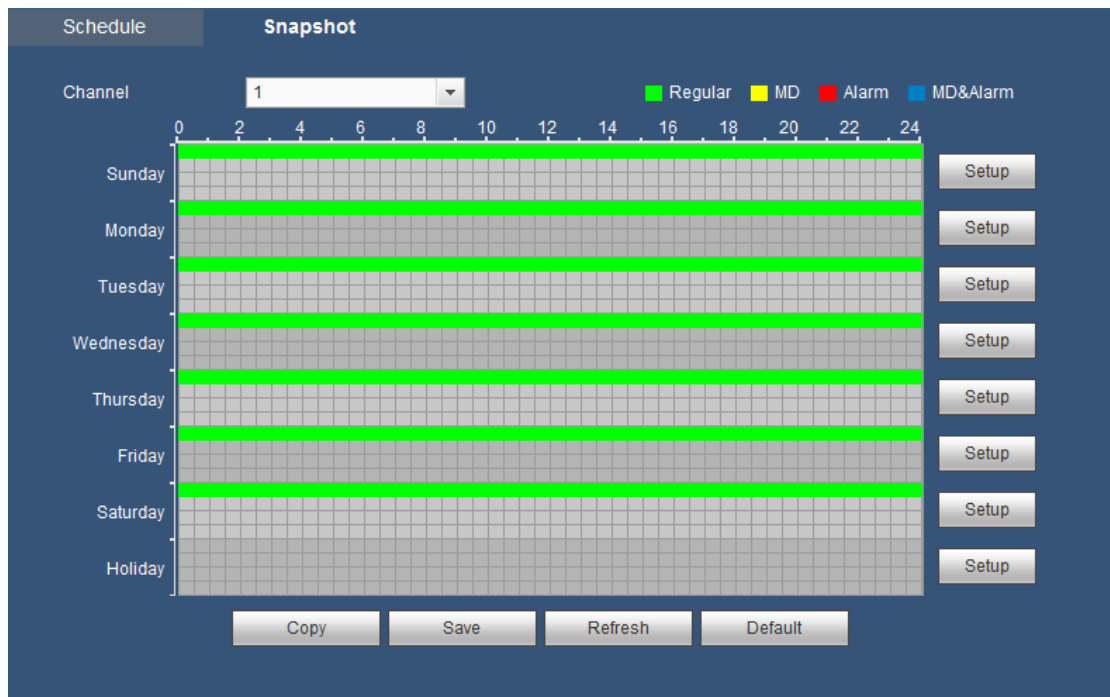 Schedule Snapshot
Channel 1 Regular MD Alarm MD&Alarm
0 2 4 6 8 10 12 14 16 18 20 22 24
Sunday Setup
Monday Setup
Tuesday Setup
Wednesday Setup
Thursday Setup
Friday Setup
Saturday Setup
Holiday Setup
Copy Save Refresh Default